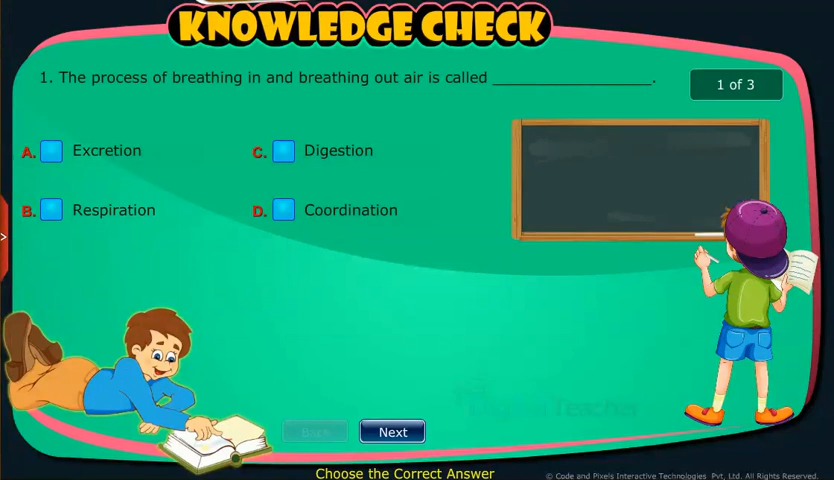 KNOWLEDGE CHECK
1. The process of breathing in and breathing out air is called ___________________.
1 of 3
A. Excretion
C. Digestion
B. Respiration
D. Coordination
Back
Next
Choose the Correct Answer
© Code and Pixels Interactive Technologies Pvt, Ltd. All Rights Reserved.